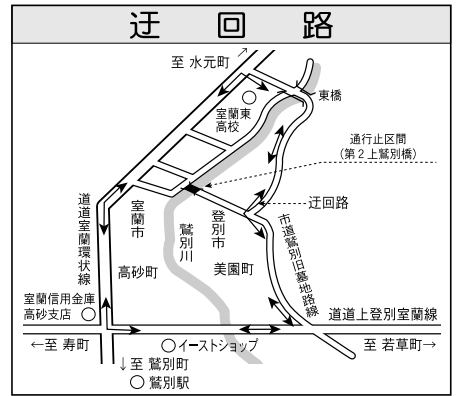 迂回路
至 水元町
東橋
室蘭東
高校
通行止区間
(第2上鷲別橋)
迂回路
道道室蘭環状線
室蘭市
鷲別川
登別市
市道鷲別旧墓地路線
高砂町
美園町
室蘭信用金庫
高砂支店
道道上登別室蘭線
←至 寿町
イーストショップ
至 若草町→
↓至 鷲別町
鷲別駅